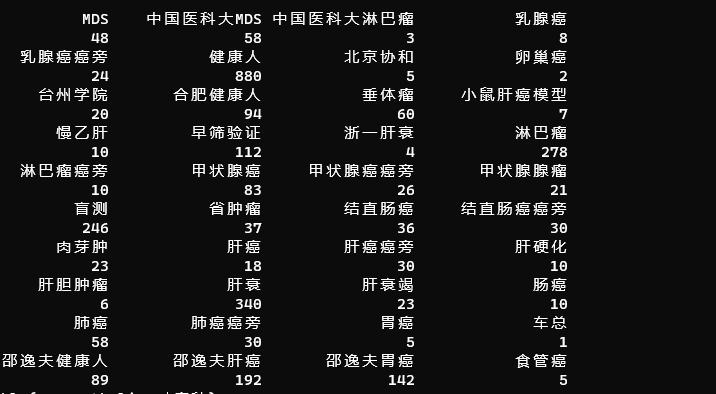 MDS 中国医科大MDS 中国医科大淋巴瘤 乳腺癌
48 58 3 8
乳腺癌癌旁 健康人 北京协和 卵巢癌
24 880 5 2
台州学院 合肥健康人 垂体瘤 小鼠肝癌模型
20 94 60 7
慢乙肝 早筛验证 浙一肝衰 淋巴瘤
10 112 4 278
淋巴瘤癌旁 甲状腺癌 甲状腺癌癌旁 甲状腺腺瘤
10 83 26 21
盲测 省肿瘤 结直肠癌 结直肠癌癌旁
246 37 36 30
肉芽肿 肝癌 肝癌癌旁 肝硬化
23 18 30 10
肝胆肿瘤 肝衰 肝衰竭 肠癌
6 340 23 10
肺癌 肺癌癌旁 胃癌 车总
58 30 5 1
邵逸夫健康人 邵逸夫肝癌 邵逸夫胃癌 食管癌
89 192 142 5